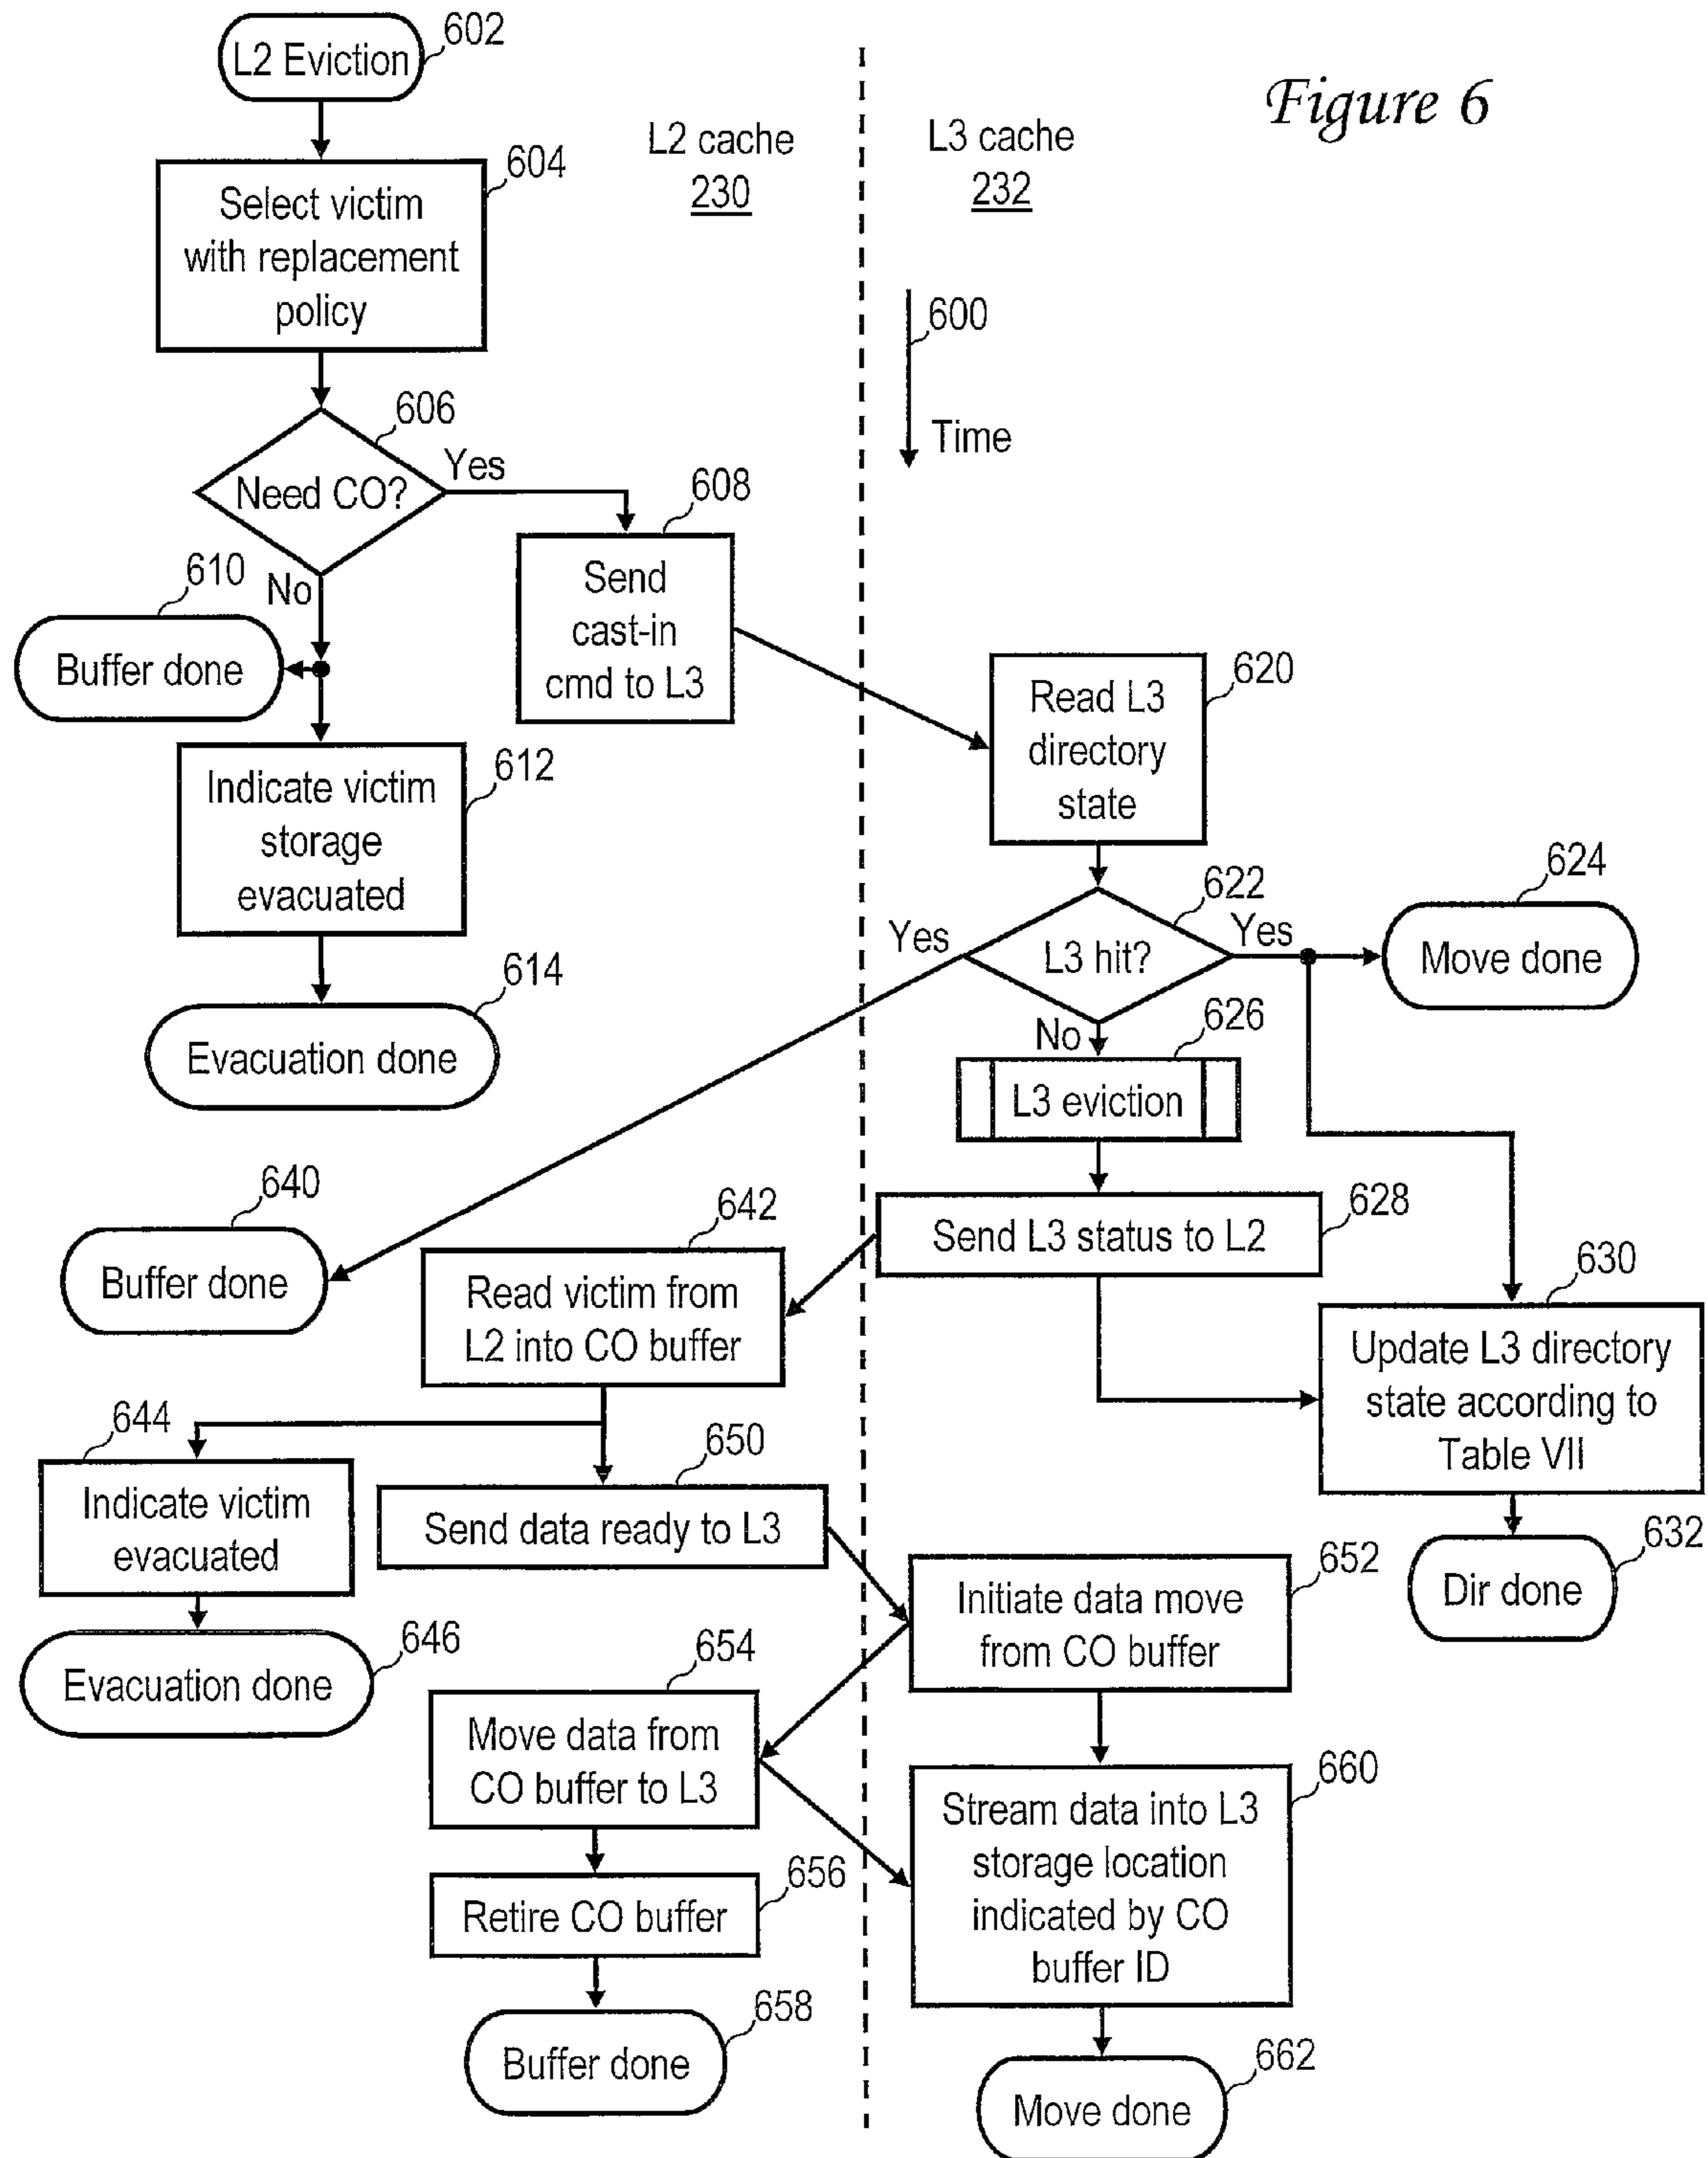 602
L2 Eviction
Figure 6
L2 cache
230
L3 cache
232
604
Select victim
with replacement
policy
600
Time
606
Need CO?
Yes
No
608
Send
cast-in
cmd to L3
610
Buffer done
612
Indicate victim
storage
evacuated
614
Evacuation done
620
Read L3
directory
state
622
L3 hit?
Yes
Yes
No
624
Move done
626
L3 eviction
628
Send L3 status to L2
630
Update L3 directory
state according to
Table VII
632
Dir done
640
Buffer done
642
Read victim from
L2 into CO buffer
644
Indicate victim
evacuated
646
Evacuation done
650
Send data ready to L3
652
Initiate data move
from CO buffer
654
Move data from
CO buffer to L3
656
Retire CO buffer
658
Buffer done
660
Stream data into L3
storage location
indicated by CO
buffer ID
662
Move done